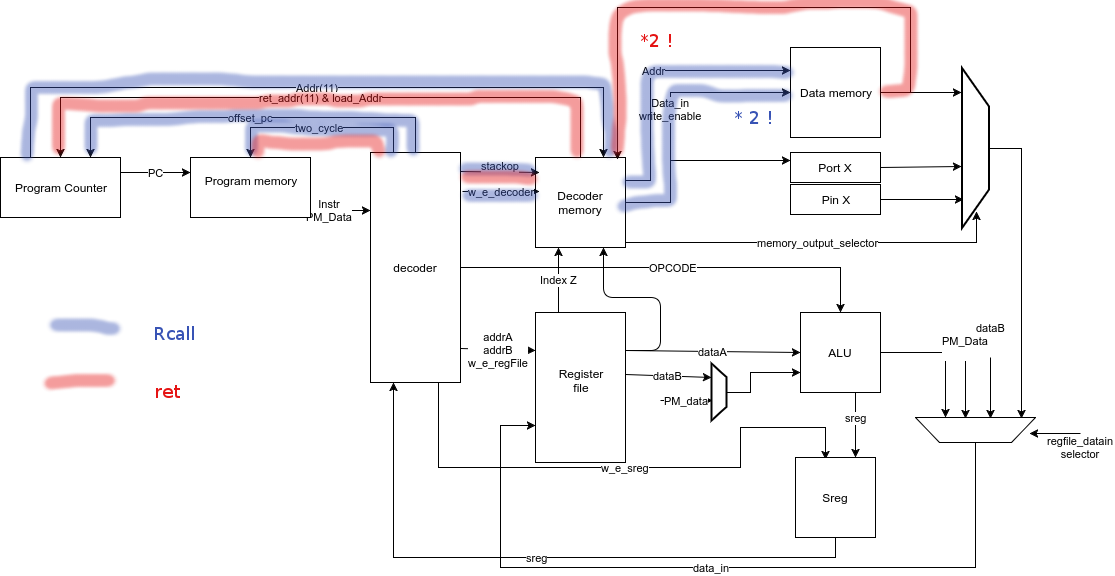 *2 !
Addr
Addr(11)
ret_addr(11) & load_Addr
Data_in
write_enable
Data memory
offset_pc
* 2 !
two_cycle
stackop
Program Counter
PC
Program memory
w_e_decoder
Decoder
memory
Port X
Pin X
Instr
PM_Data
memory_output_selector
decoder
OPCODE
Index Z
Rcall
addrA
addrB
w_e_regFile
dataA
ALU
dataB
PM_Data
Register
file
dataB
PM_data
ret
sreg
regfile_datain
selector
w_e_sreg
Sreg
sreg
data_in